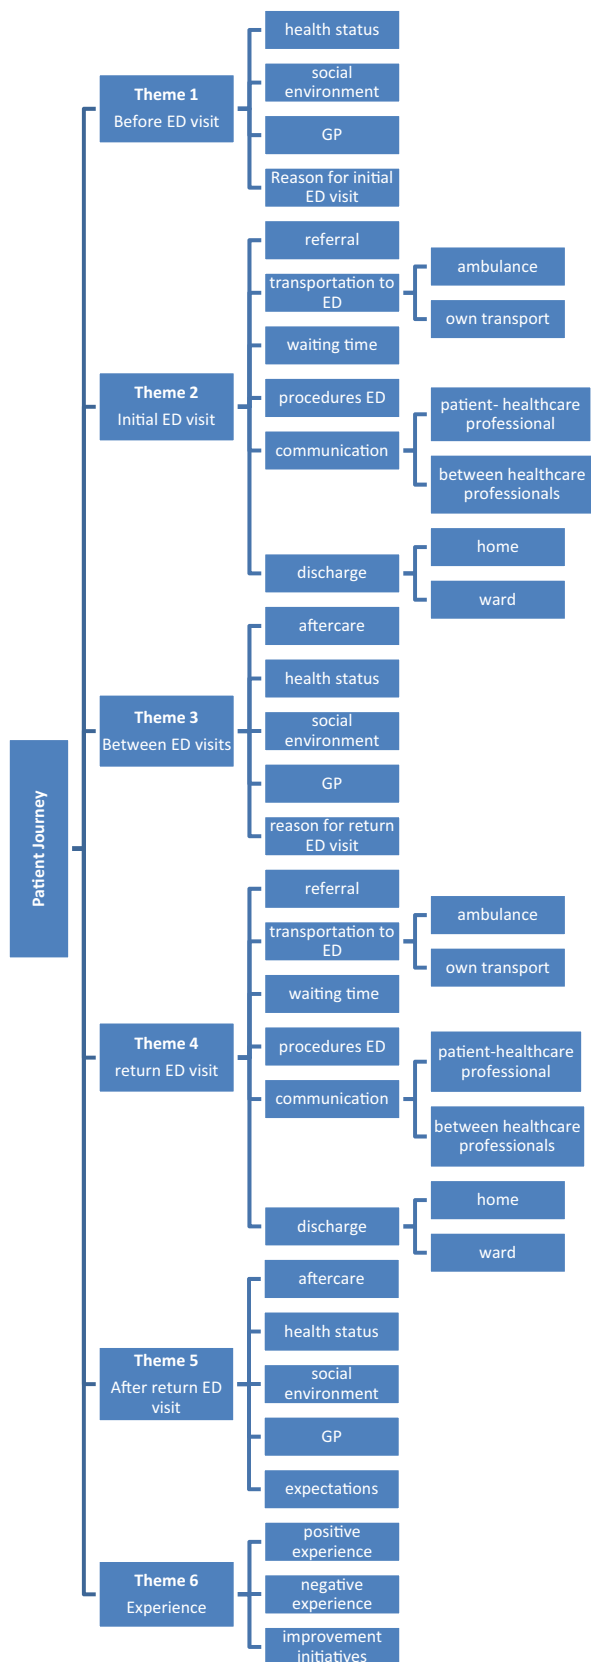 Patient Journey
Theme 1
Before ED visit
health status
social
environment
GP
Reason for initial
ED visit
Theme 2
Initial ED visit
referral
transportation to
ED
ambulance
own transport
waiting time
procedures ED
communication
patient- healthcare
professional
between healthcare
professionals
discharge
home
ward
Theme 3
Between ED visits
aftercare
health status
social
environment
GP
reason for return
ED visit
Theme 4
return ED visit
referral
transportation to
ED
ambulance
own transport
waiting time
procedures ED
communication
patient-healthcare
professional
between healthcare
professionals
discharge
home
ward
Theme 5
After return ED
visit
aftercare
health status
social
environment
GP
expectations
Theme 6
Experience
positive
experience
negative
experience
improvement
initiatives